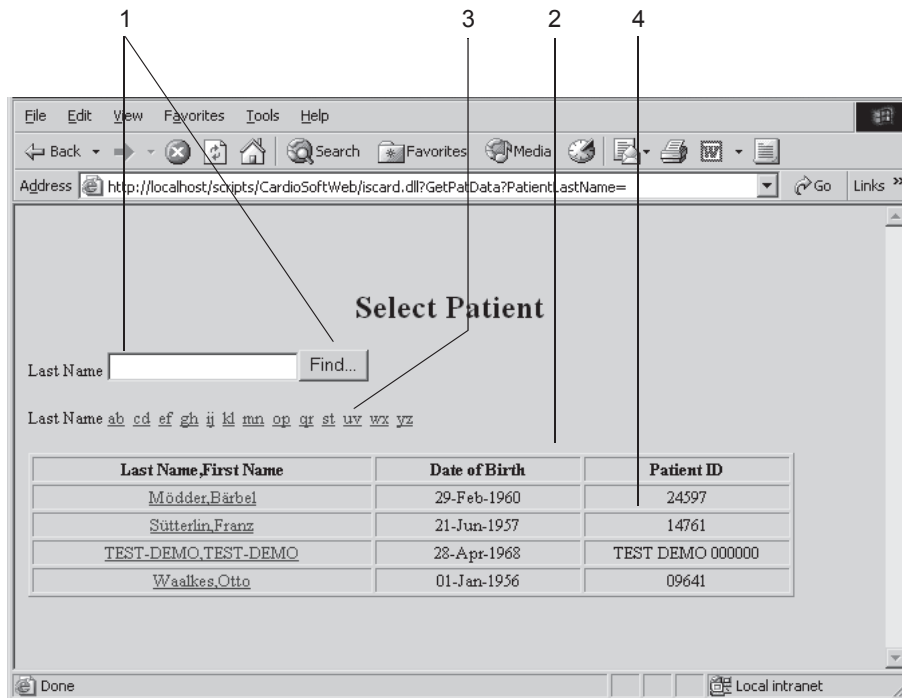 1 3 2 4
File Edit View Favorites Tools Help
Back Search Favorites Media
Address http://localhost/scripts/CardioSoftWeb/iscard.dll?GetPatData?PatientLastName= Go Links »
Select Patient
Last Name Find...
Last Name ab cd ef gh ij kl mn op qr st uv wx yz
Last Name,First Name Date of Birth Patient ID
Mödder,Bärbel 29-Feb-1960 24597
Sütterlin,Franz 21-Jun-1957 14761
TEST-DEMO,TEST-DEMO 28-Apr-1968 TEST DEMO 000000
Waalkes,Otto 01-Jan-1956 09641
Done Local intranet